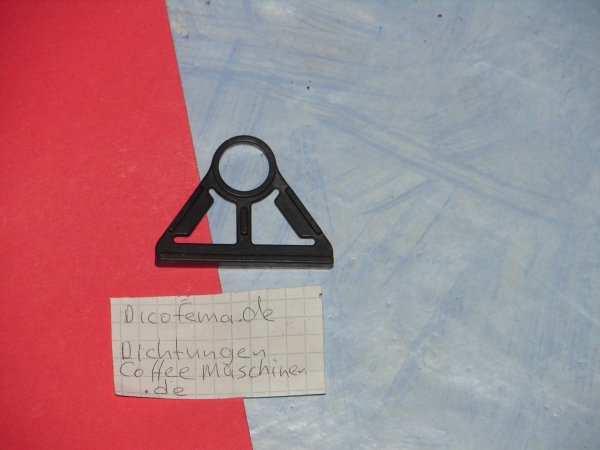 Dicofema.de
Dichtungen
Coffee Maschinen
.de